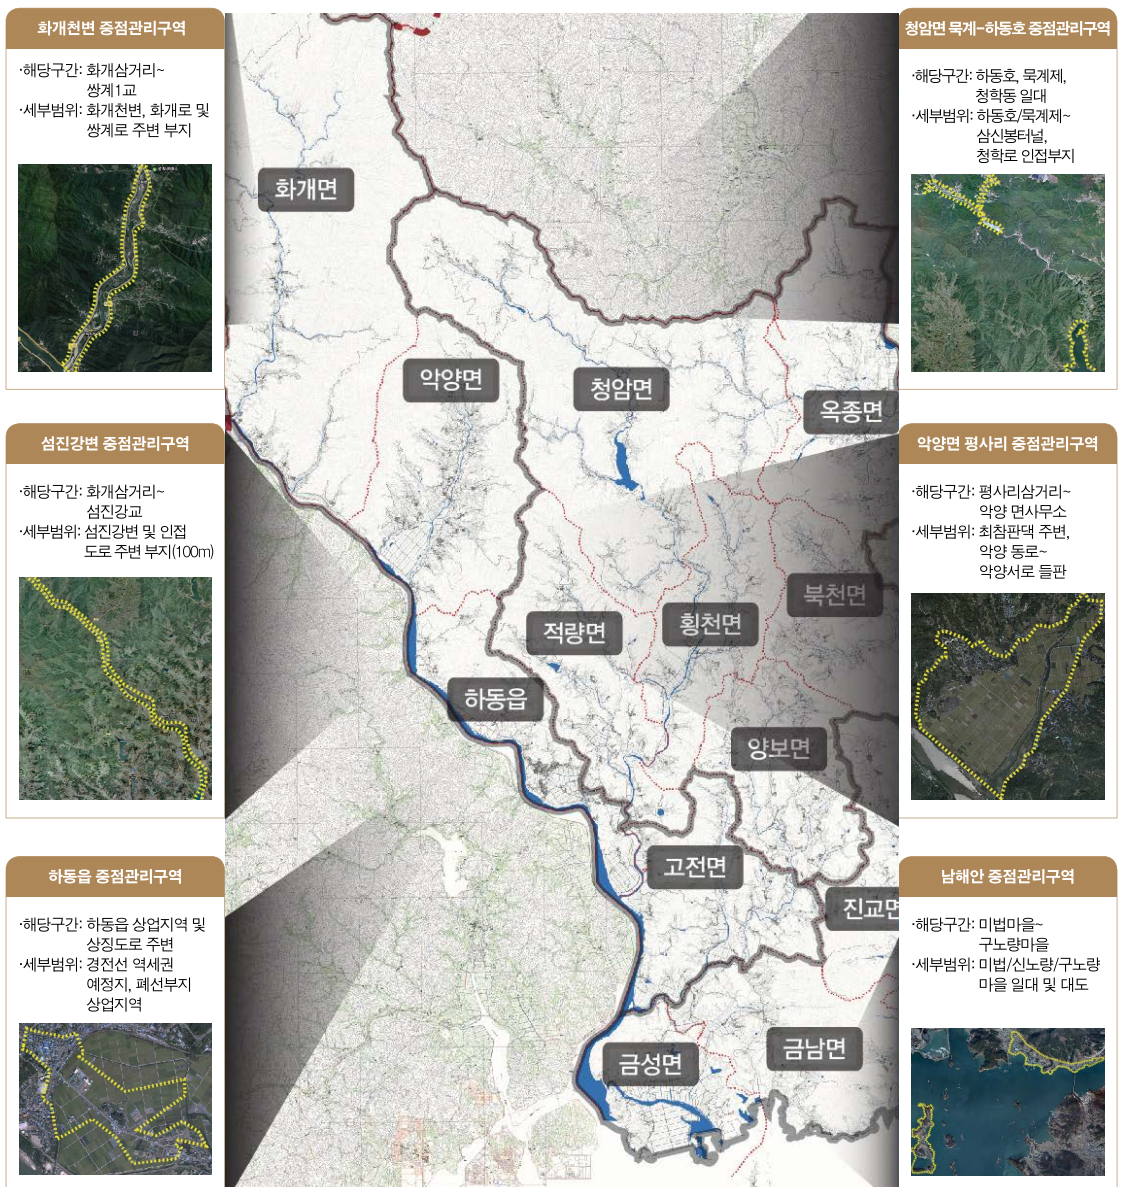 화개천변 중점관리구역
·해당구간: 화개삼거리~
쌍계1교
·세부범위: 화개천변, 화개로 및
쌍계로 주변 부지
섬진강변 중점관리구역
·해당구간: 화개삼거리~
섬진강교
·세부범위: 섬진강변 및 인접
도로 주변 부지(100m)
하동읍 중점관리구역
·해당구간: 하동읍 상업지역 및
상징도로 주변
·세부범위: 경전선 역세권
예정지, 폐선부지
상업지역
화개면
악양면
청암면
옥종면
북천면
횡천면
적량면
하동읍
양보면
고전면
진교면
금남면
금성면
청암면 묵계-하동호 중점관리구역
·해당구간: 하동호, 묵계제,
청학동 일대
·세부범위: 하동호/묵계제~
삼신봉터널,
청학로 인접부지
악양면 평사리 중점관리구역
·해당구간: 평사리삼거리~
악양 면사무소
·세부범위: 최참판댁 주변,
악양 동로~
악양서로 들판
남해안 중점관리구역
·해당구간: 미법마을~
구노량마을
·세부범위: 미법/신노량/구노량
마을 일대 및 대도